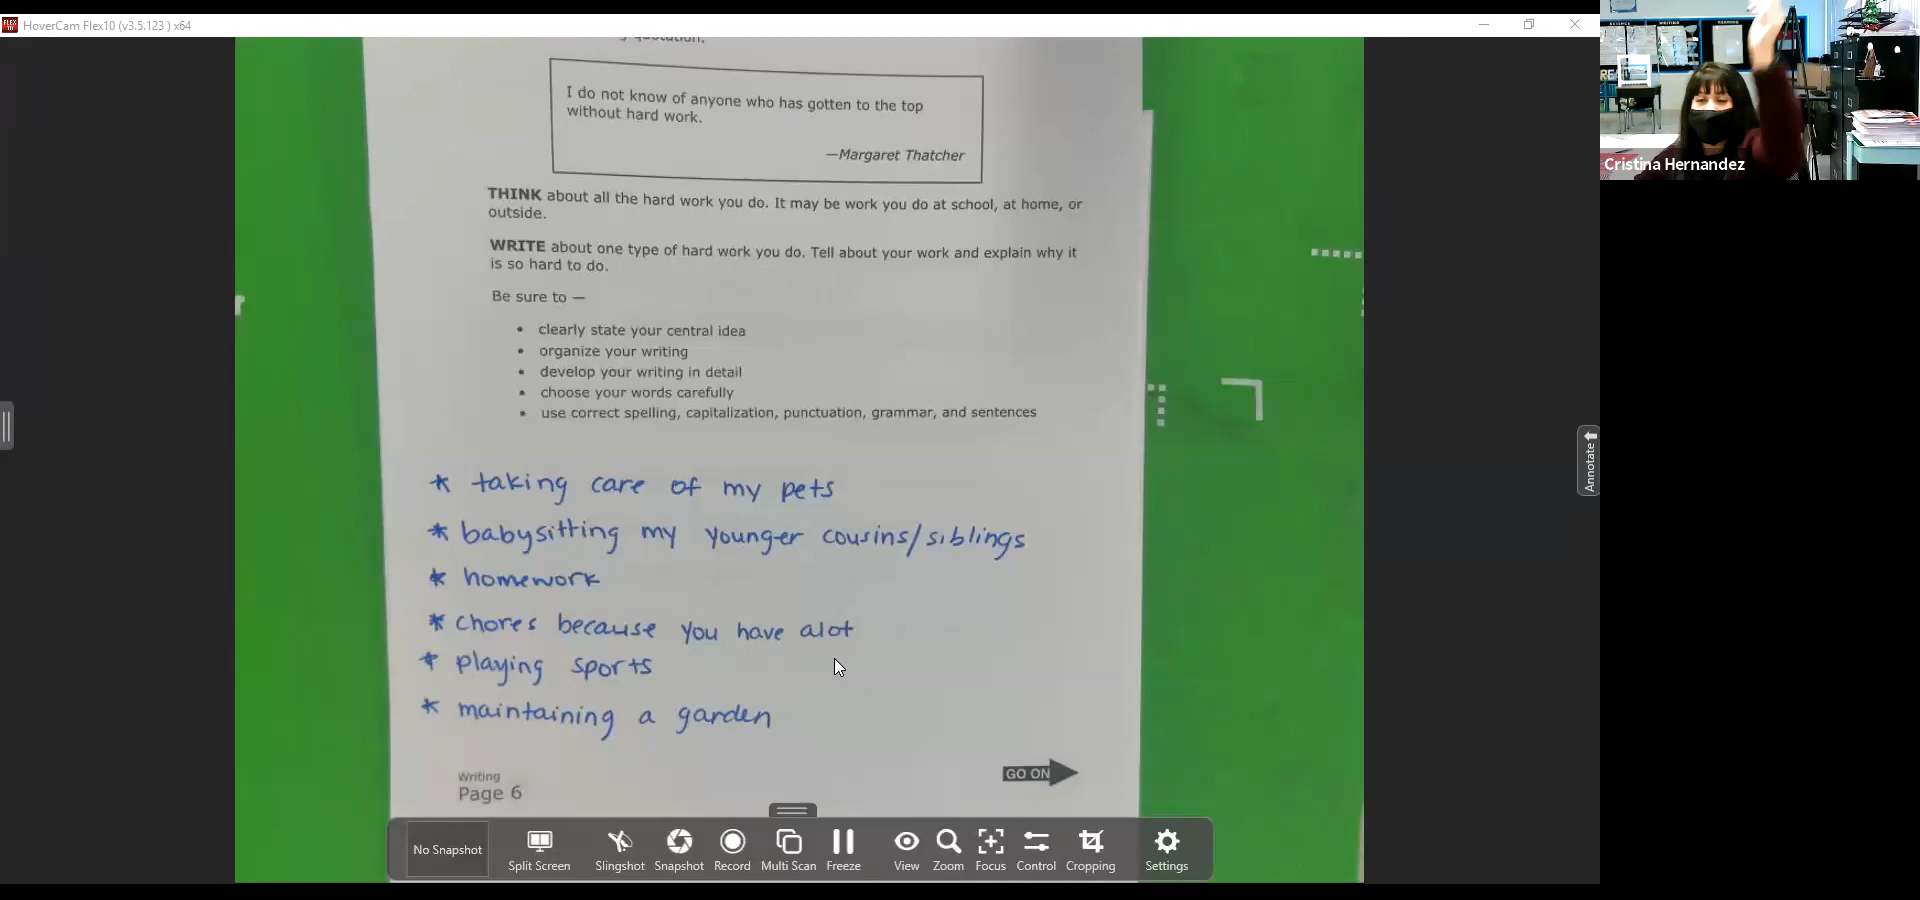 HoverCam Flex10 (v3.5.123 ) x64
quotation.
I do not know of anyone who has gotten to the top
without hard work.
—Margaret Thatcher
THINK about all the hard work you do. It may be work you do at school, at home, or
outside.
WRITE about one type of hard work you do. Tell about your work and explain why it
is so hard to do.
Be sure to —
• clearly state your central idea
• organize your writing
• develop your writing in detail
• choose your words carefully
• use correct spelling, capitalization, punctuation, grammar, and sentences
* taking care of my pets
* babysitting my younger cousins/siblings
* homework
* chores because you have alot
* playing sports
* maintaining a garden
Writing
Page 6
GO ON
No Snapshot
Split Screen
Slingshot
Snapshot
Record
Multi Scan
Freeze
View
Zoom
Focus
Control
Cropping
Settings
Annotate
SCIENCE
WRITING
READING
Cristina Hernandez